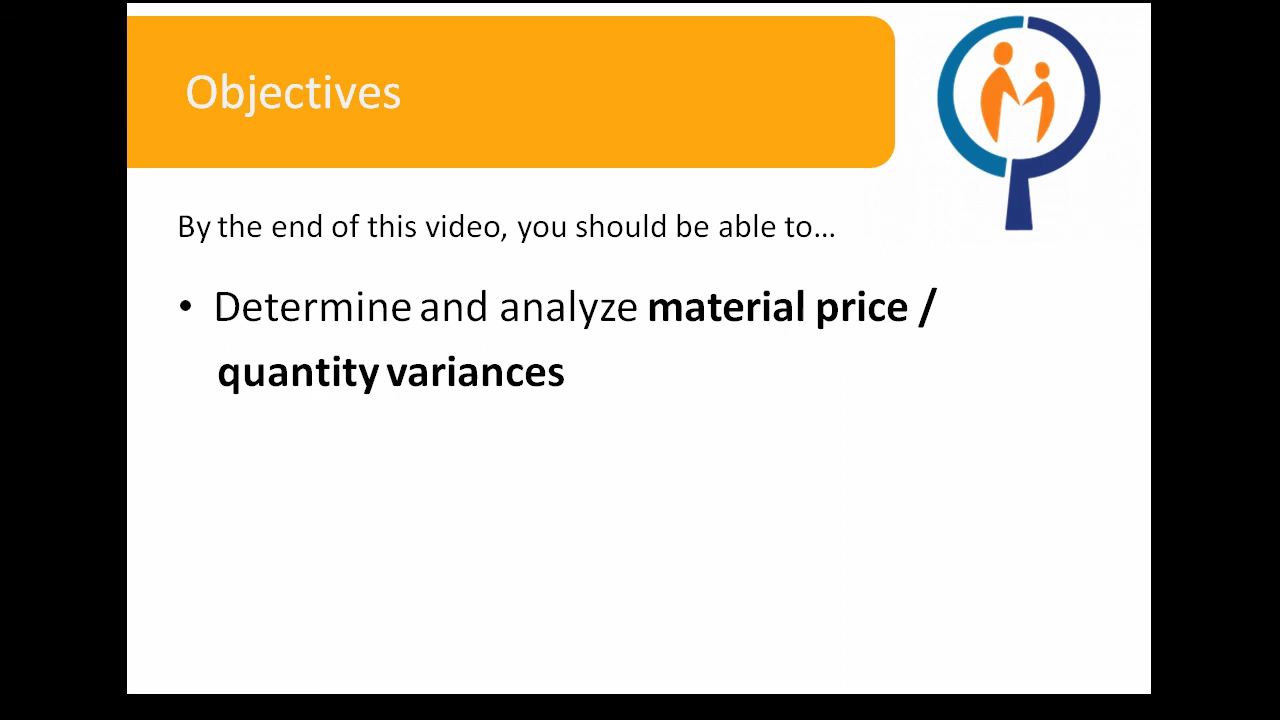 Objectives
By the end of this video, you should be able to…
• Determine and analyze material price /
quantity variances